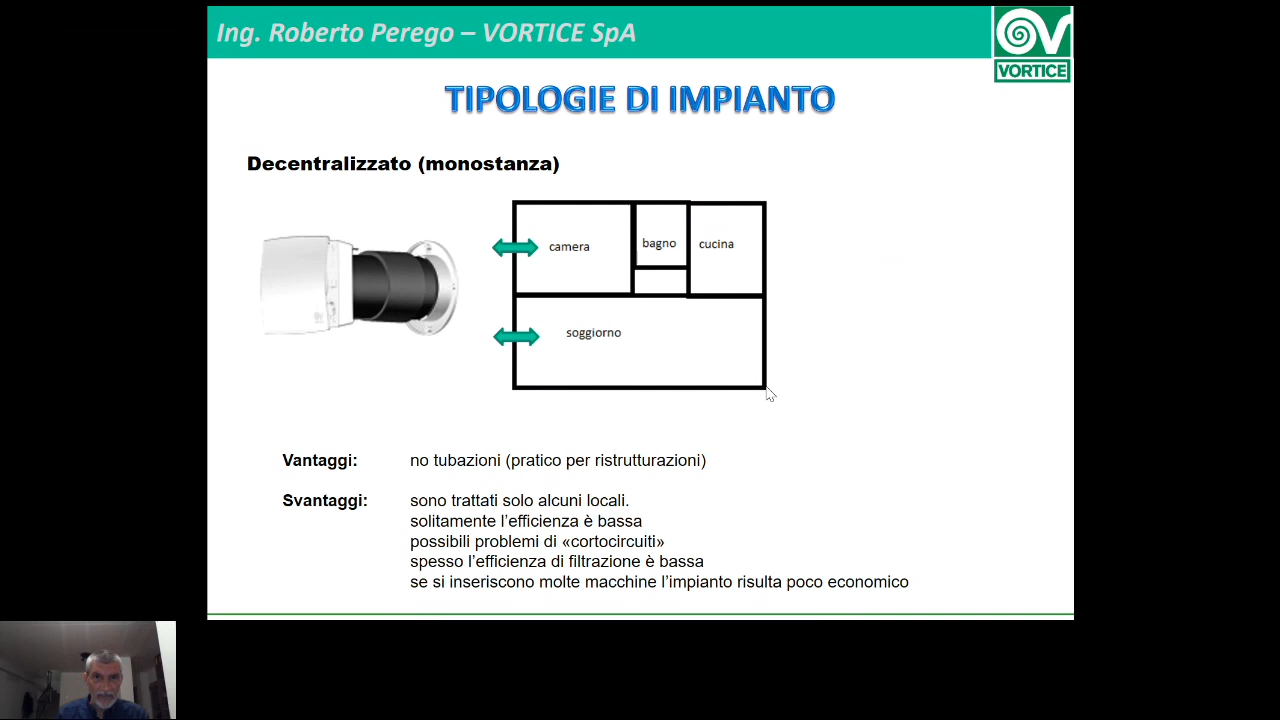 Ing. Roberto Perego – VORTICE SpA
VORTICE
TIPOLOGIE DI IMPIANTO
Decentralizzato (monostanza)
camera
bagno
cucina
soggiorno
Vantaggi: no tubazioni (pratico per ristrutturazioni)
Svantaggi: sono trattati solo alcuni locali.
solitamente l’efficienza è bassa
possibili problemi di «cortocircuiti»
spesso l’efficienza di filtrazione è bassa
se si inseriscono molte macchine l’impianto risulta poco economico